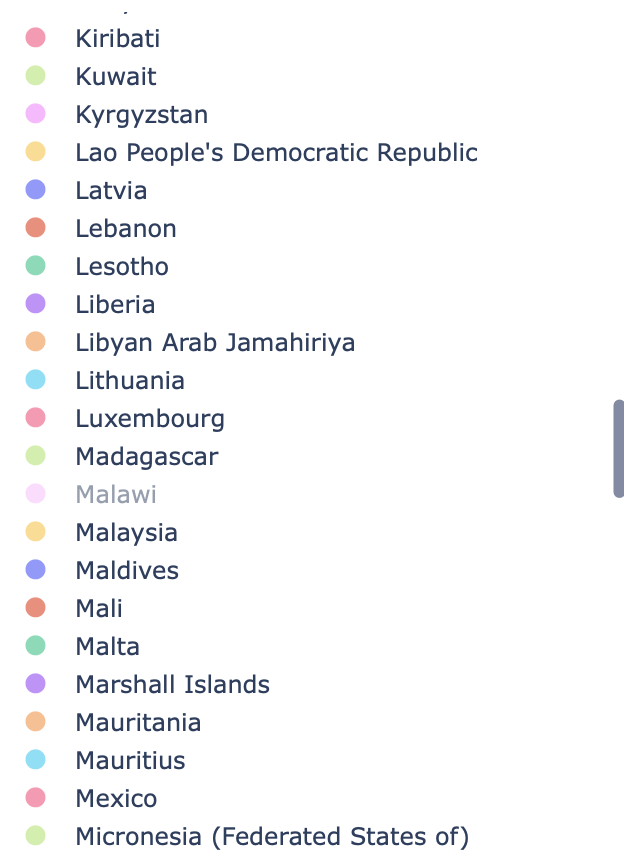 Kiribati
Kuwait
Kyrgyzstan
Lao People's Democratic Republic
Latvia
Lebanon
Lesotho
Liberia
Libyan Arab Jamahiriya
Lithuania
Luxembourg
Madagascar
Malawi
Malaysia
Maldives
Mali
Malta
Marshall Islands
Mauritania
Mauritius
Mexico
Micronesia (Federated States of)